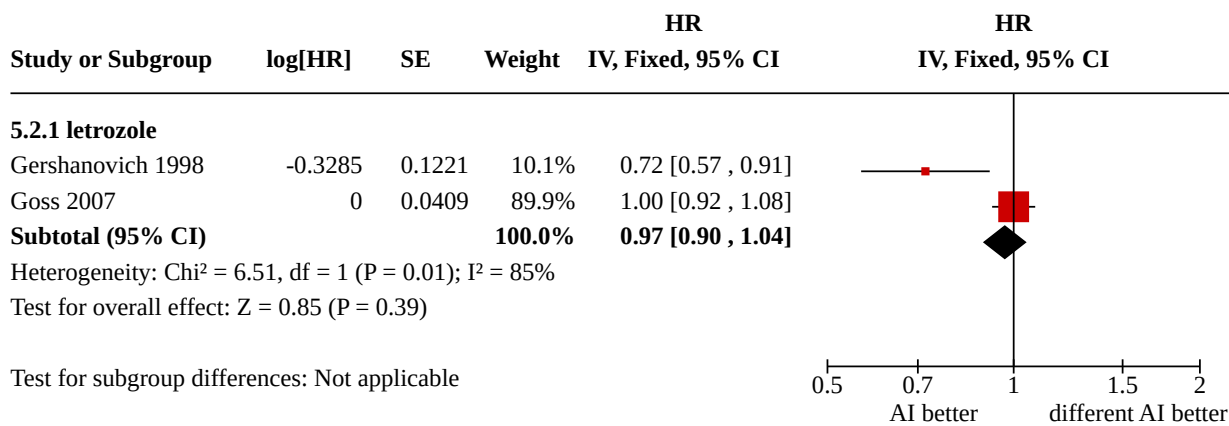 HR HR
Study or Subgroup log[HR] SE Weight IV, Fixed, 95% CI IV, Fixed, 95% CI
5.2.1 letrozole
Gershanovich 1998 -0.3285 0.1221 10.1% 0.72 [0.57 , 0.91]
Goss 2007 0 0.0409 89.9% 1.00 [0.92 , 1.08]
Subtotal (95% CI) 100.0% 0.97 [0.90 , 1.04]
Heterogeneity: Chi² = 6.51, df = 1 (P = 0.01); I² = 85%
Test for overall effect: Z = 0.85 (P = 0.39)
Test for subgroup differences: Not applicable
0.5 0.7 1 1.5 2
AI better different AI better